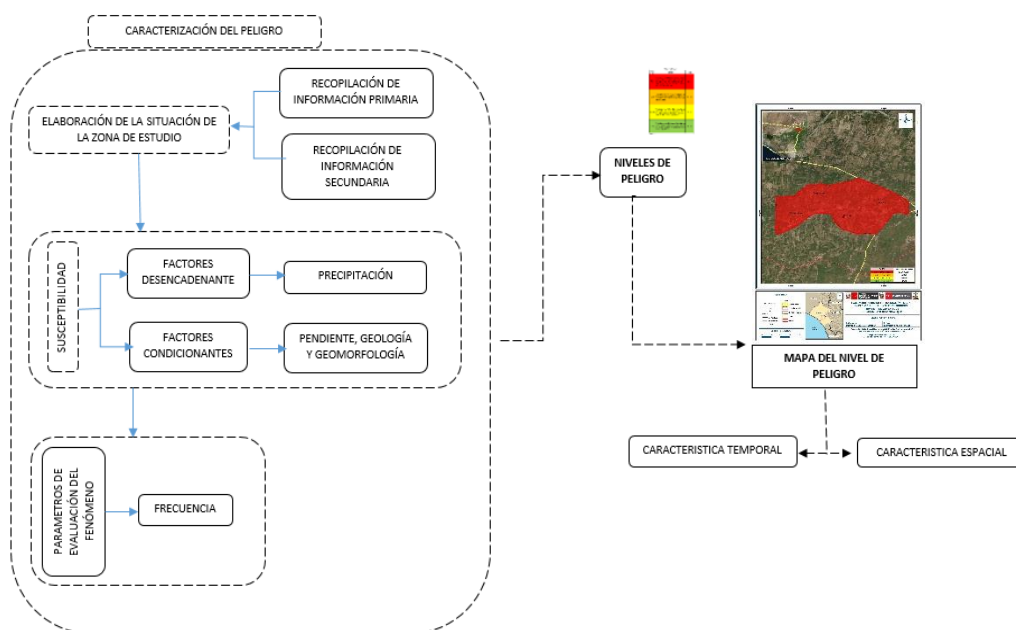 CARACTERIZACIÓN DEL PELIGRO
RECOPILACIÓN DE
INFORMACIÓN PRIMARIA
ELABORACIÓN DE LA SITUACIÓN DE
LA ZONA DE ESTUDIO
RECOPILACIÓN DE
INFORMACIÓN
SECUNDARIA
SUSCEPTIBILIDAD
FACTORES
DESENCADENANTE
PRECIPITACIÓN
FACTORES
CONDICIONANTES
PENDIENTE, GEOLOGÍA
Y GEOMORFOLOGÍA
PARAMETROS DE
EVALUACIÓN DEL
FENÓMENO
FRECUENCIA
NIVELES DE
PELIGRO
MAPA DEL NIVEL DE
PELIGRO
CARACTERISTICA TEMPORAL
CARACTERISTICA ESPACIAL